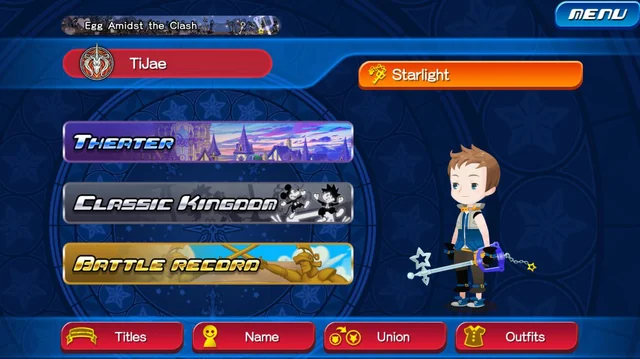 Egg Amidst the Clash
MENU
TiJae
Starlight
THEATER
CLASSIC KINGDOM
BATTLE RECORD
Titles
Name
Union
Outfits